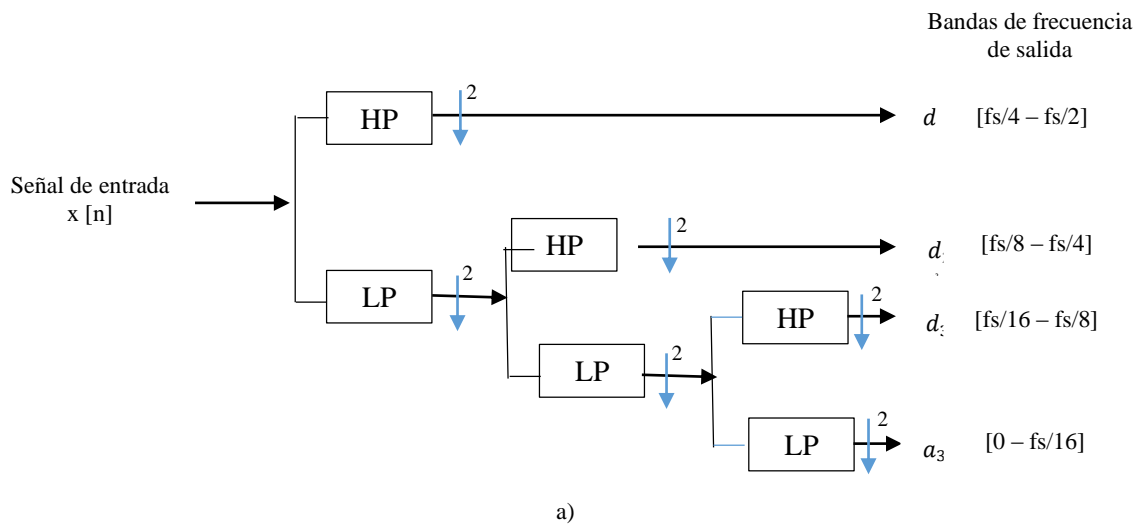 Bandas de frecuencia
de salida
2
HP
d [fs/4 – fs/2]
Señal de entrada
x [n]
2
HP
d [fs/8 – fs/4]
2
LP
2
HP
d₃ [fs/16 – fs/8]
2
LP
2
LP
a₃ [0 – fs/16]
a)